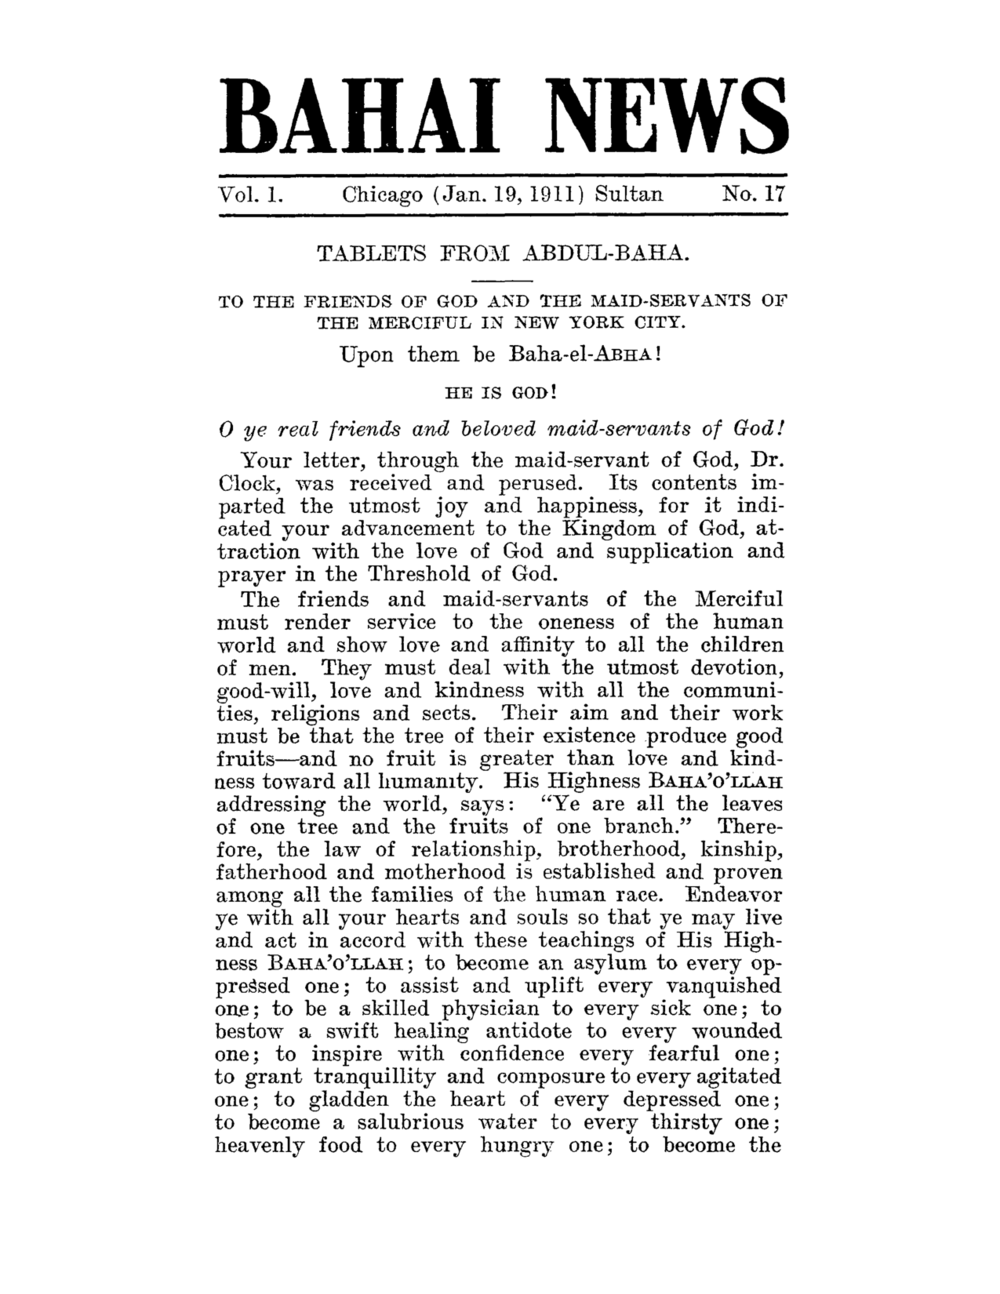 BAHAI NEWS
Vol. 1. Chicago (Jan. 19, 1911) Sultan No. 17
TABLETS FROM ABDUL-BAHA.
TO THE FRIENDS OF GOD AND THE MAID-SERVANTS OF
THE MERCIFUL IN NEW YORK CITY.
Upon them be Baha-el-ABHA!
HE IS GOD!
O ye real friends and beloved maid-servants of God!
Your letter, through the maid-servant of God, Dr.
Clock, was received and perused. Its contents im-
parted the utmost joy and happiness, for it indi-
cated your advancement to the Kingdom of God, at-
traction with the love of God and supplication and
prayer in the Threshold of God.
The friends and maid-servants of the Merciful
must render service to the oneness of the human
world and show love and affinity to all the children
of men. They must deal with the utmost devotion,
good-will, love and kindness with all the communi-
ties, religions and sects. Their aim and their work
must be that the tree of their existence produce good
fruits—and no fruit is greater than love and kind-
ness toward all humanity. His Highness BAHA'O'LLAH
addressing the world, says: "Ye are all the leaves
of one tree and the fruits of one branch." There-
fore, the law of relationship, brotherhood, kinship,
fatherhood and motherhood is established and proven
among all the families of the human race. Endeavor
ye with all your hearts and souls so that ye may live
and act in accord with these teachings of His High-
ness BAHA'O'LLAH; to become an asylum to every op-
pressed one; to assist and uplift every vanquished
one; to be a skilled physician to every sick one; to
bestow a swift healing antidote to every wounded
one; to inspire with confidence every fearful one;
to grant tranquillity and composure to every agitated
one; to gladden the heart of every depressed one;
to become a salubrious water to every thirsty one;
heavenly food to every hungry one; to become the